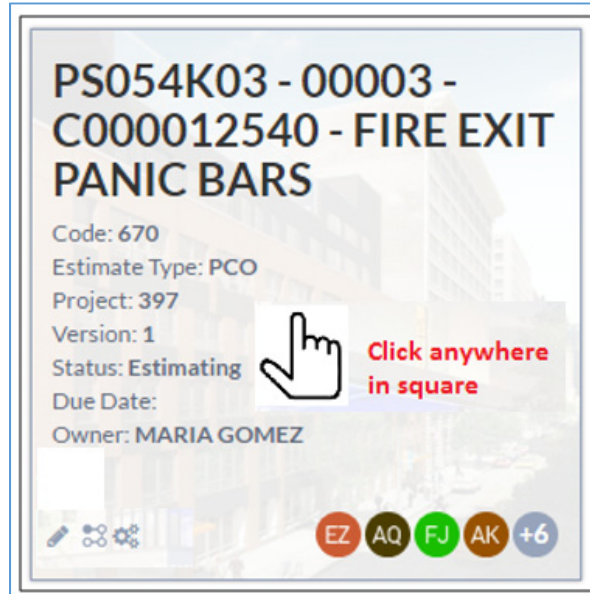 PS054K03 - 00003 -
C000012540 - FIRE EXIT
PANIC BARS
Code: 670
Estimate Type: PCO
Project: 397
Version: 1
Status: Estimating
Due Date:
Owner: MARIA GOMEZ
Click anywhere
in square
EZ AQ FJ AK +6